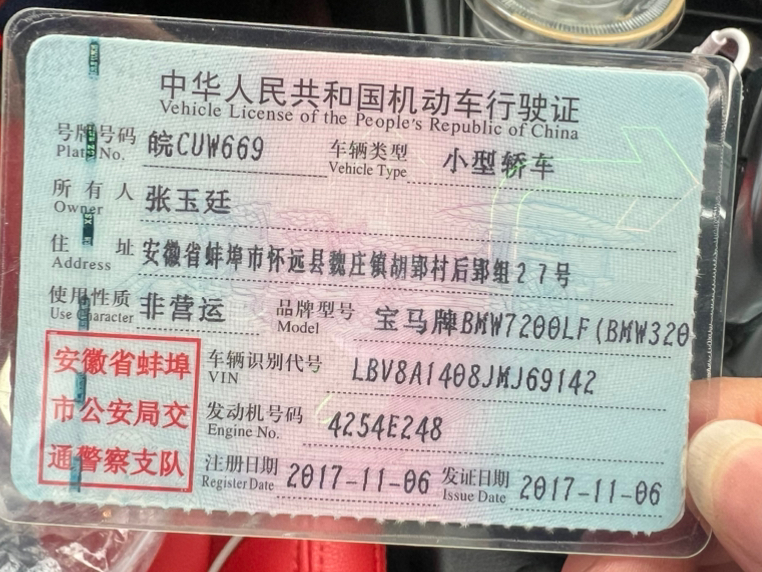 中华人民共和国机动车行驶证
Vehicle License of the People's Republic of China
号牌号码 皖CUW669 车辆类型 小型轿车
Plate No. Vehicle Type
所有人 张玉廷
Owner
住址 安徽省蚌埠市怀远县魏庄镇胡郢村后郢组27号
Address
使用性质 非营运 品牌型号 宝马牌BMW7200LF(BMW320
Use Character Model
安徽省蚌埠 车辆识别代号 LBV8A1408JMJ69142
VIN
市公安局交 发动机号码 4254E248
Engine No.
通警察支队 注册日期 2017-11-06 发证日期 2017-11-06
Register Date Issue Date